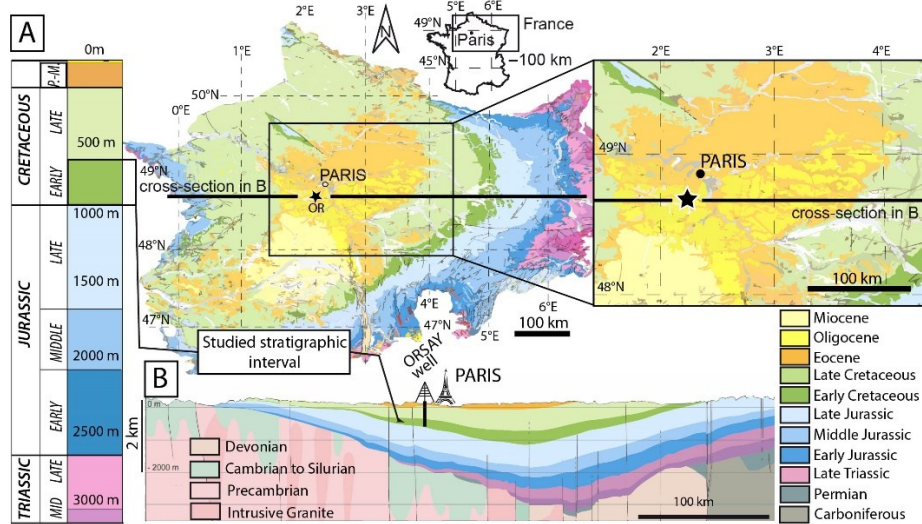 A
0m
P.-M.
CRETACEOUS
LATE
500 m
EARLY
JURASSIC
1000 m
LATE
1500 m
MIDDLE
2000 m
EARLY
2500 m
TRIASSIC
LATE
3000 m
MID
1°E
2°E
3°E
N
50°N
0°E
49°N
PARIS
OR
cross-section in B
48°N
47°N
4°E
47°N
5°E
6°E
100 km
5°E 6°E
49°N
Paris
45°N
France
100 km
2°E
3°E
4°E
49°N
PARIS
cross-section in B
48°N
100 km
Studied stratigraphic
interval
ORSAY
well
PARIS
B
0 m
2 km
- 2000 m
Devonian
Cambrian to Silurian
Precambrian
Intrusive Granite
100 km
Miocene
Oligocene
Eocene
Late Cretaceous
Early Cretaceous
Late Jurassic
Middle Jurassic
Early Jurassic
Late Triassic
Permian
Carboniferous